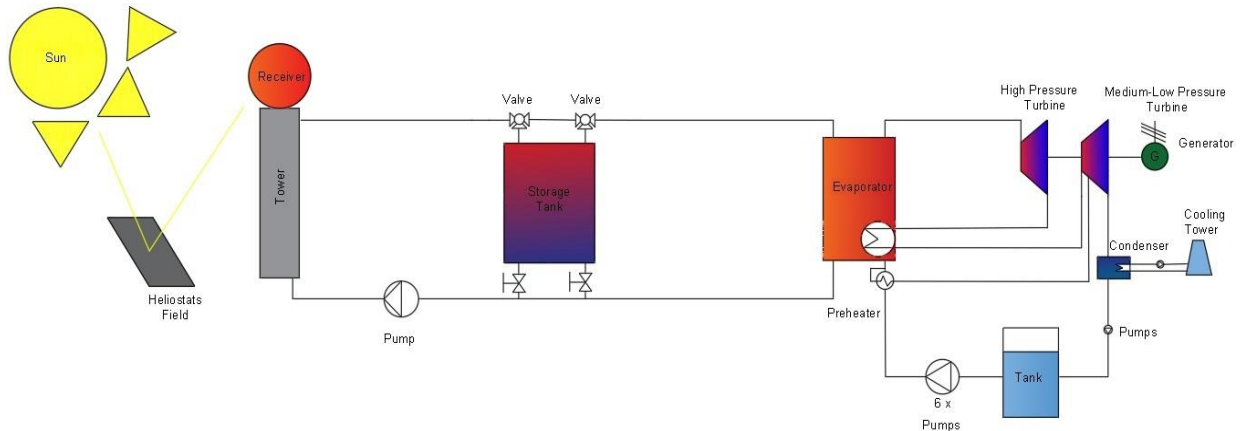 Sun
Receiver
Tower
Heliostats
Field
Pump
Valve
Valve
Storage
Tank
Evaporator
Preheater
High Pressure
Turbine
Medium-Low Pressure
Turbine
G
Generator
Cooling
Tower
Condenser
Pumps
Tank
6 x
Pumps